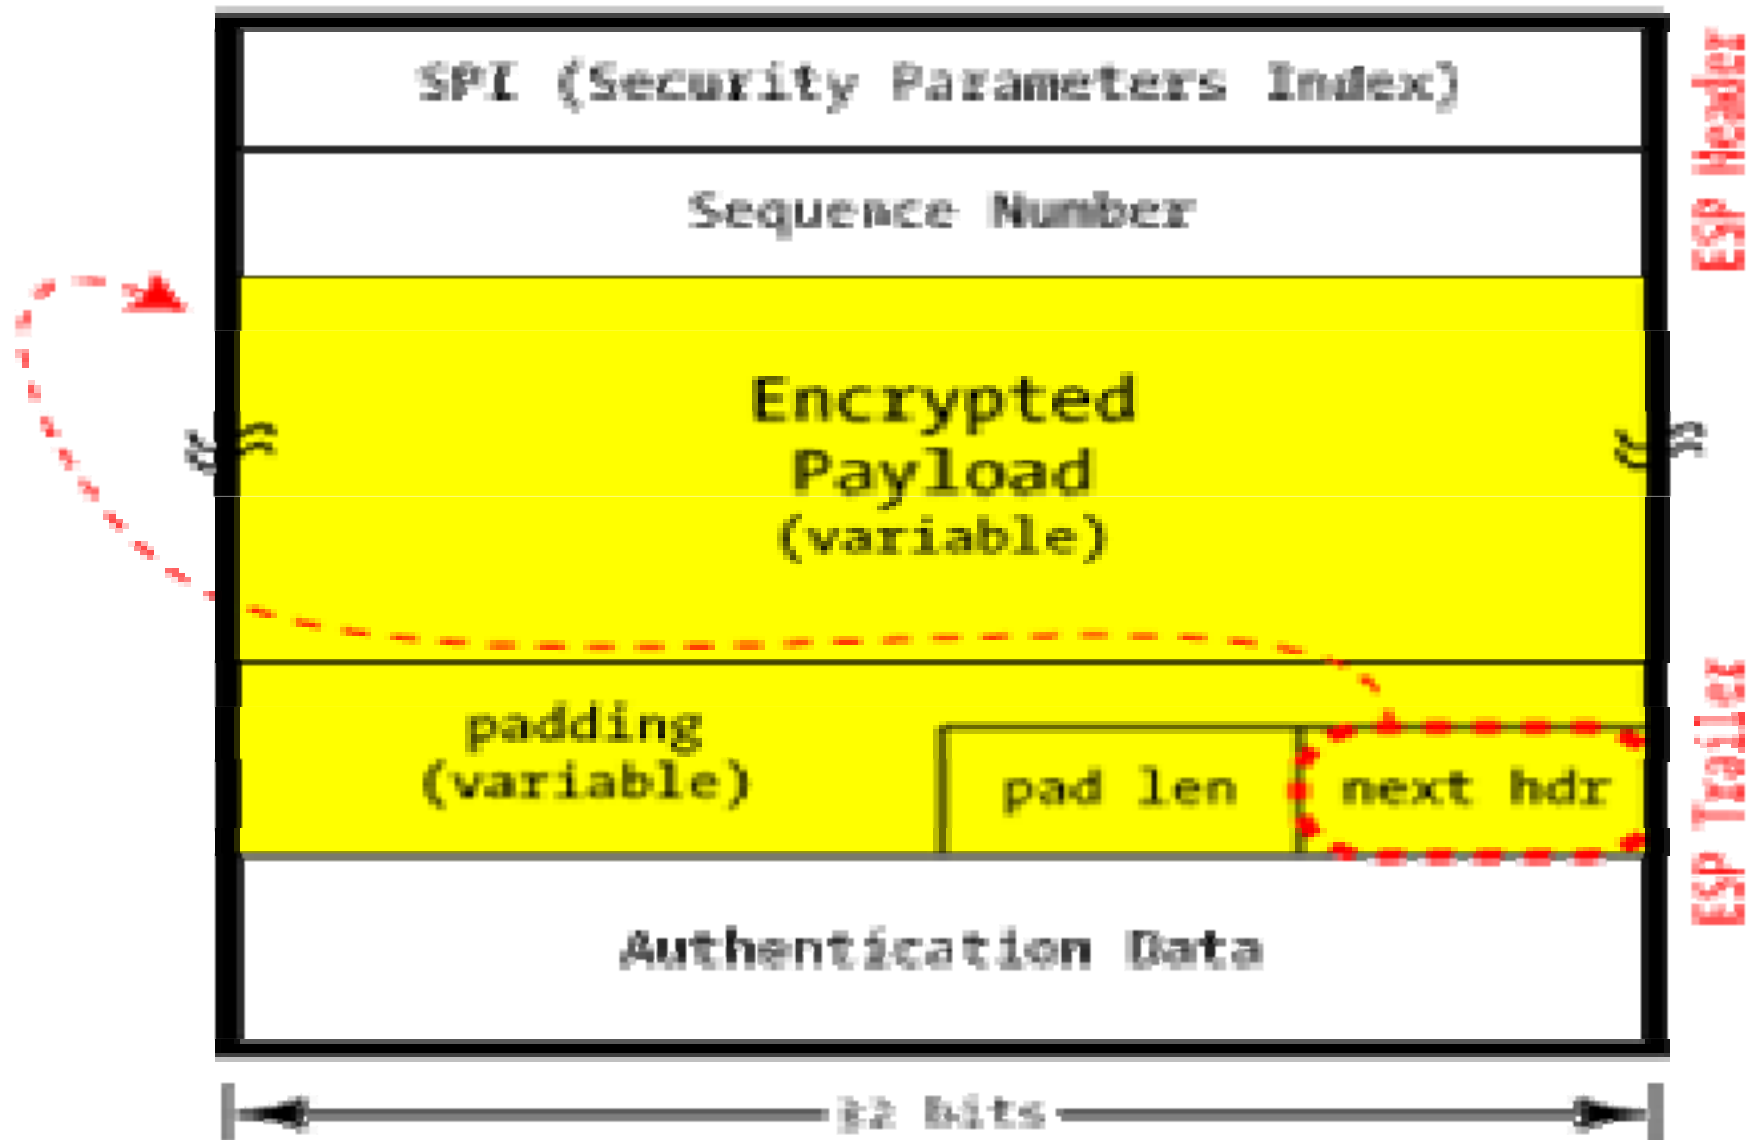 SPI (Security Parameters Index)
Sequence Number
ESP Header
Encrypted
Payload
(variable)
padding
(variable)
pad len
next hdr
ESP Trailer
Authentication Data
32 bits